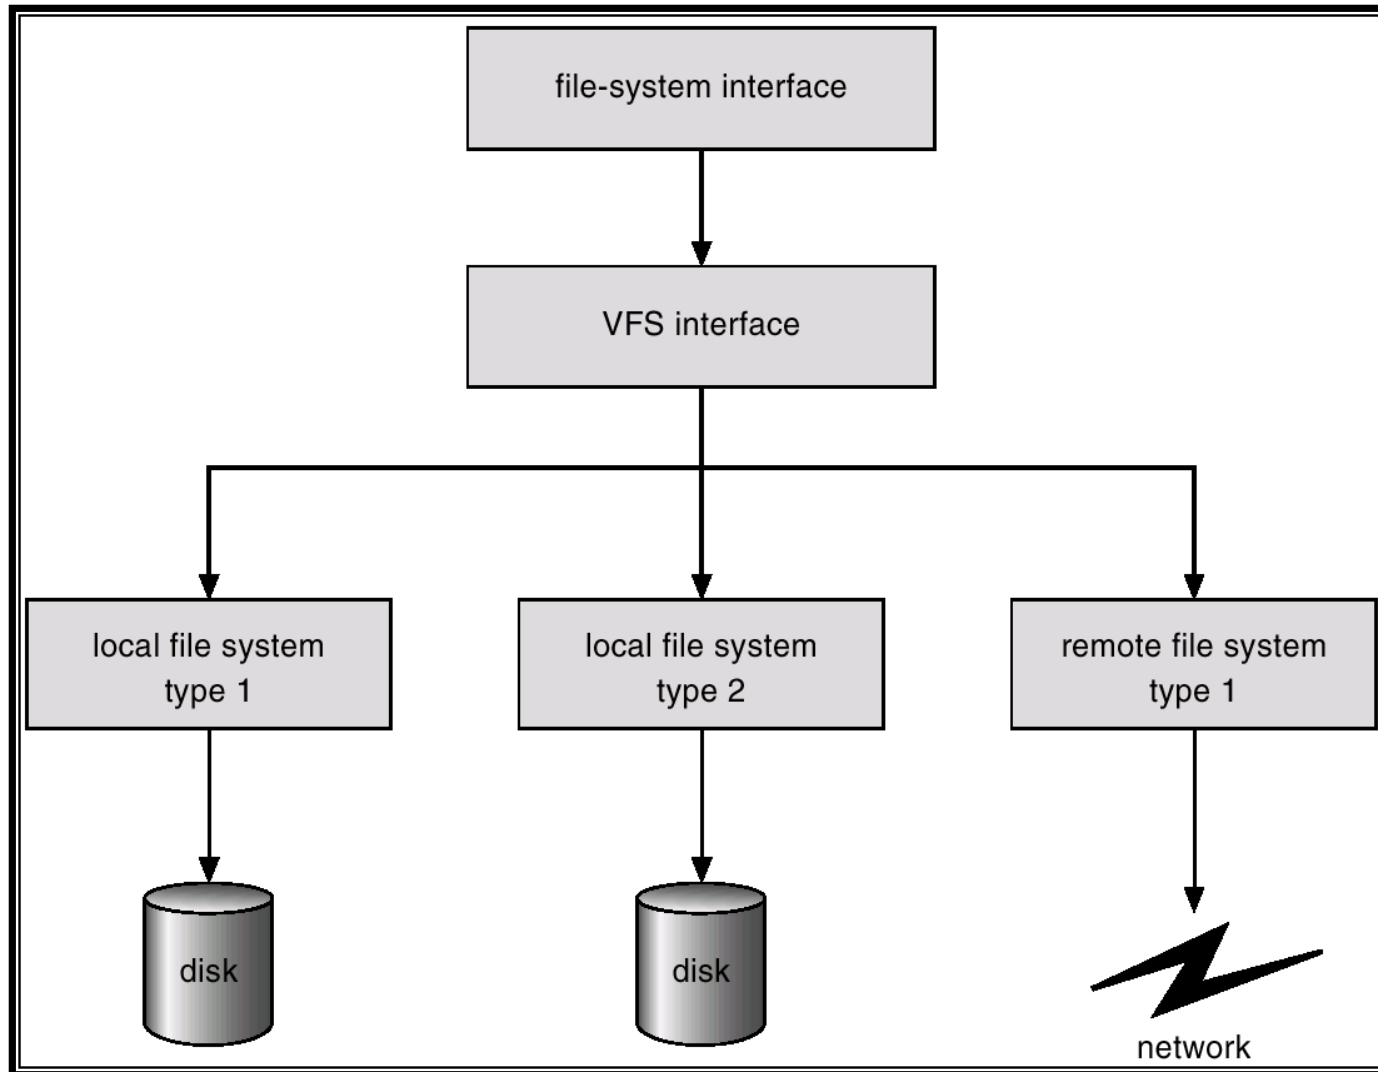 file-system interface
VFS interface
local file system
type 1
local file system
type 2
remote file system
type 1
disk
disk
network